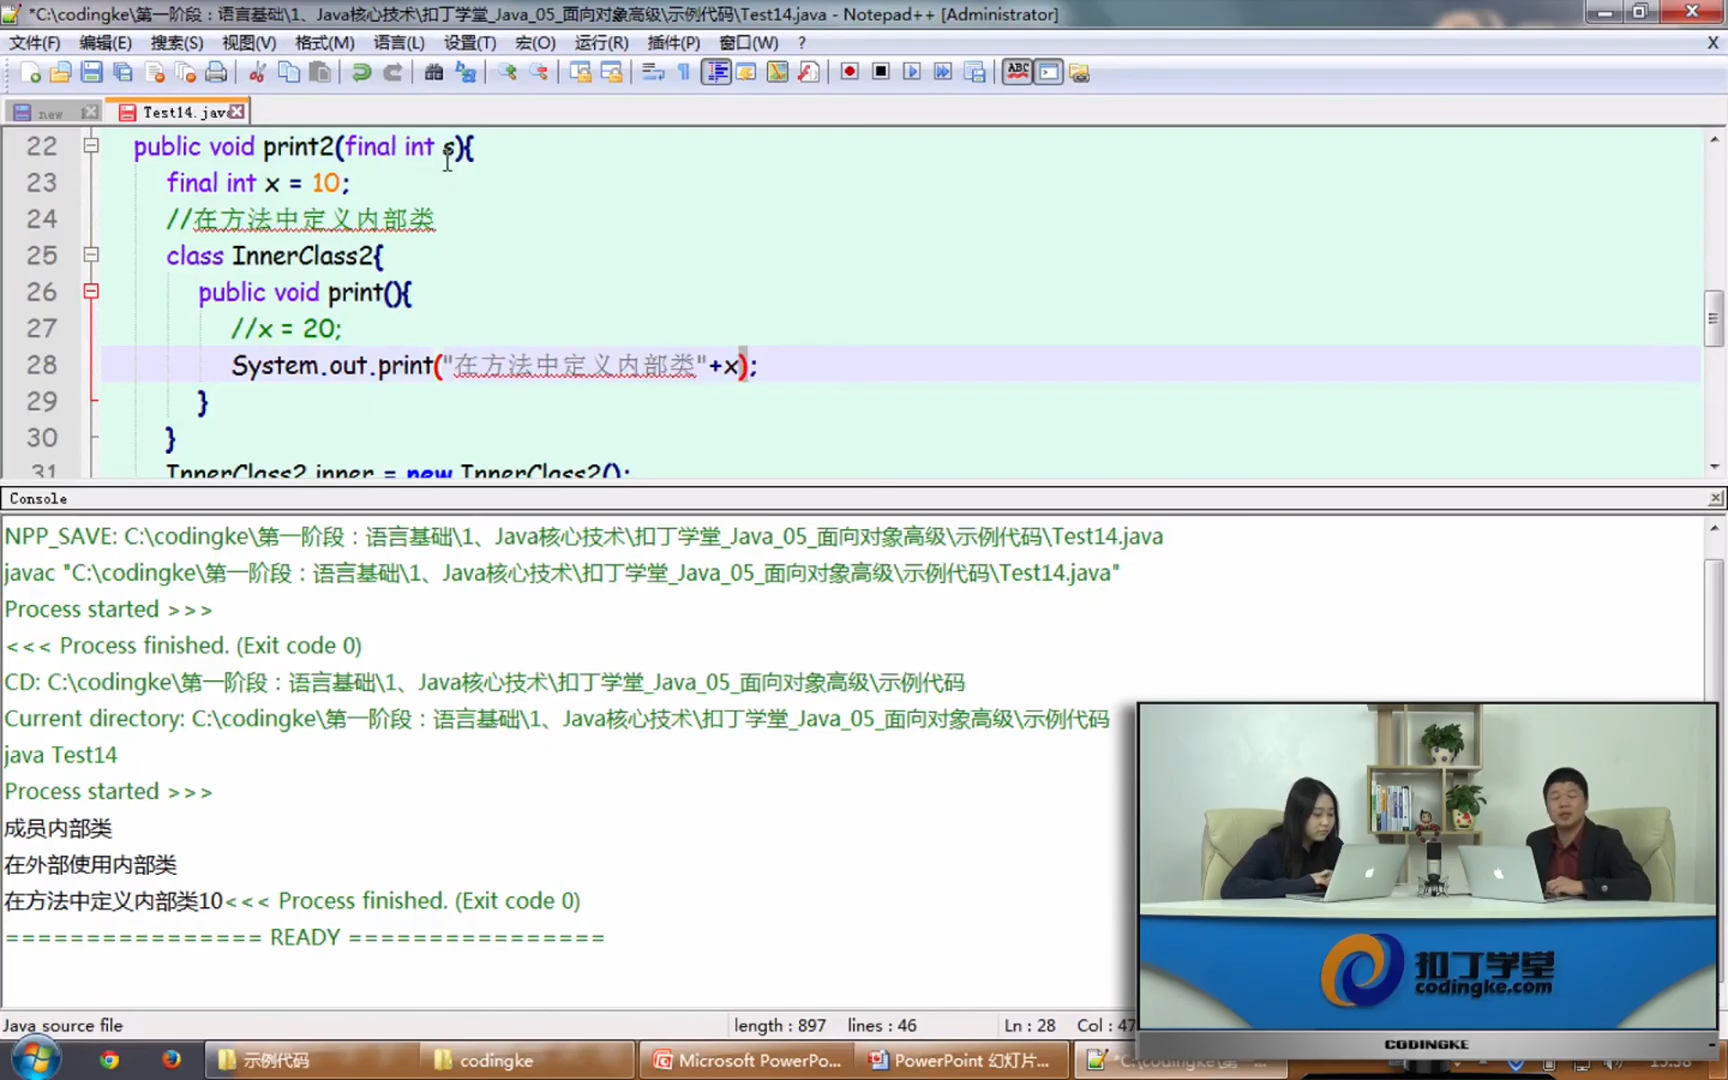 *C:\codingke\第一阶段：语言基础\1、Java核心技术\扣丁学堂_Java_05_面向对象高级\示例代码\Test14.java - Notepad++ [Administrator]
文件(F) 编辑(E) 搜索(S) 视图(V) 格式(M) 语言(L) 设置(T) 宏(O) 运行(R) 插件(P) 窗口(W) ? X
ABC
new Test14.java
22 public void print2(final int s){
23 final int x = 10;
24 //在方法中定义内部类
25 class InnerClass2{
26 public void print(){
27 //x = 20;
28 System.out.print("在方法中定义内部类"+x);
29 }
30 }
31 InnerClass2 inner = new InnerClass2();
Console
NPP_SAVE: C:\codingke\第一阶段：语言基础\1、Java核心技术\扣丁学堂_Java_05_面向对象高级\示例代码\Test14.java
javac "C:\codingke\第一阶段：语言基础\1、Java核心技术\扣丁学堂_Java_05_面向对象高级\示例代码\Test14.java"
Process started >>>
<<< Process finished. (Exit code 0)
CD: C:\codingke\第一阶段：语言基础\1、Java核心技术\扣丁学堂_Java_05_面向对象高级\示例代码
Current directory: C:\codingke\第一阶段：语言基础\1、Java核心技术\扣丁学堂_Java_05_面向对象高级\示例代码
java Test14
Process started >>>
成员内部类
在外部使用内部类
在方法中定义内部类10<<< Process finished. (Exit code 0)
================ READY ================
扣丁学堂
codingke.com
CODINGKE
Java source file length : 897 lines : 46 Ln : 28 Col : 47
示例代码 codingke Microsoft PowerPo... PowerPoint 幻灯片...